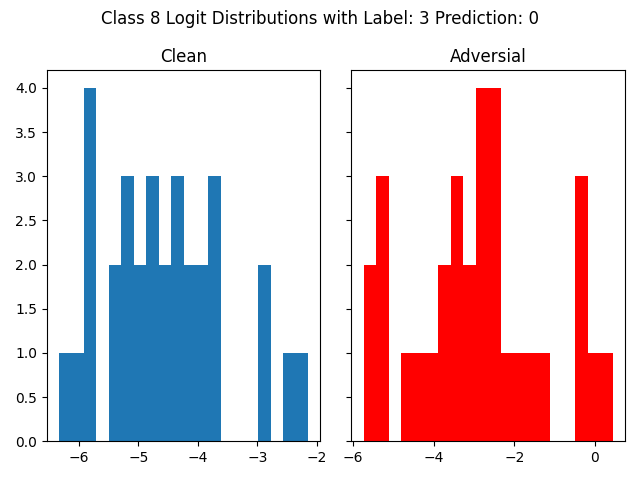 Class 8 Logit Distributions with Label: 3 Prediction: 0
Clean
Adversial
4.0
3.5
3.0
2.5
2.0
1.5
1.0
0.5
0.0
−6 −5 −4 −3 −2
−6 −4 −2 0